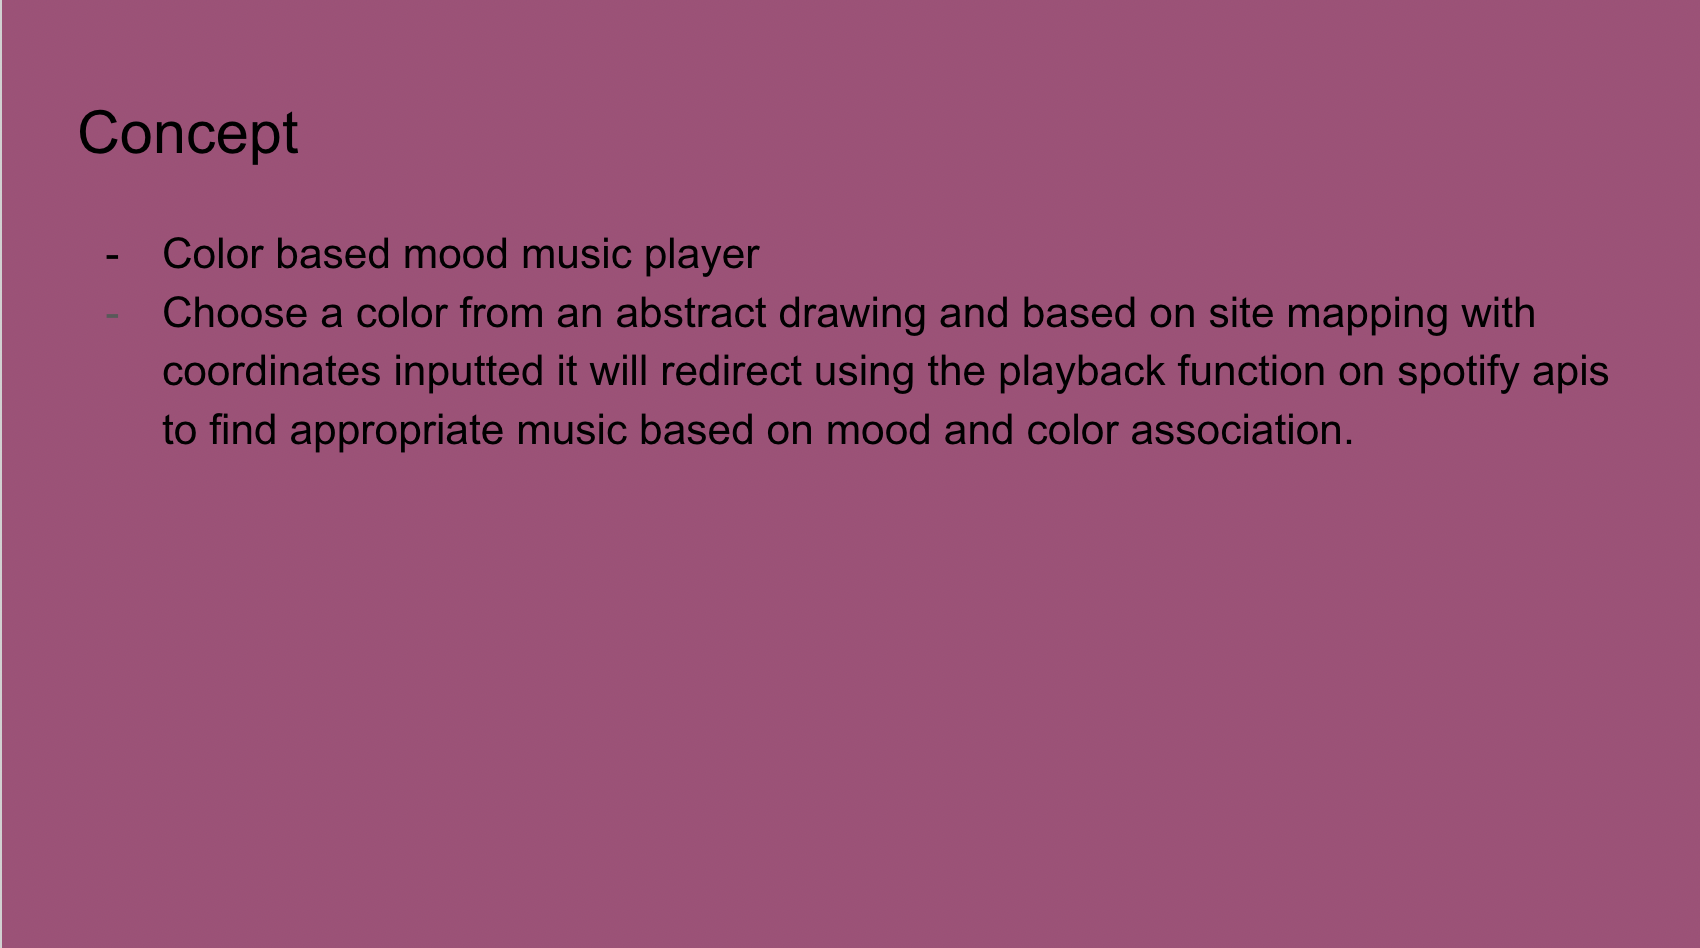 Concept
- Color based mood music player
- Choose a color from an abstract drawing and based on site mapping with
coordinates inputted it will redirect using the playback function on spotify apis
to find appropriate music based on mood and color association.